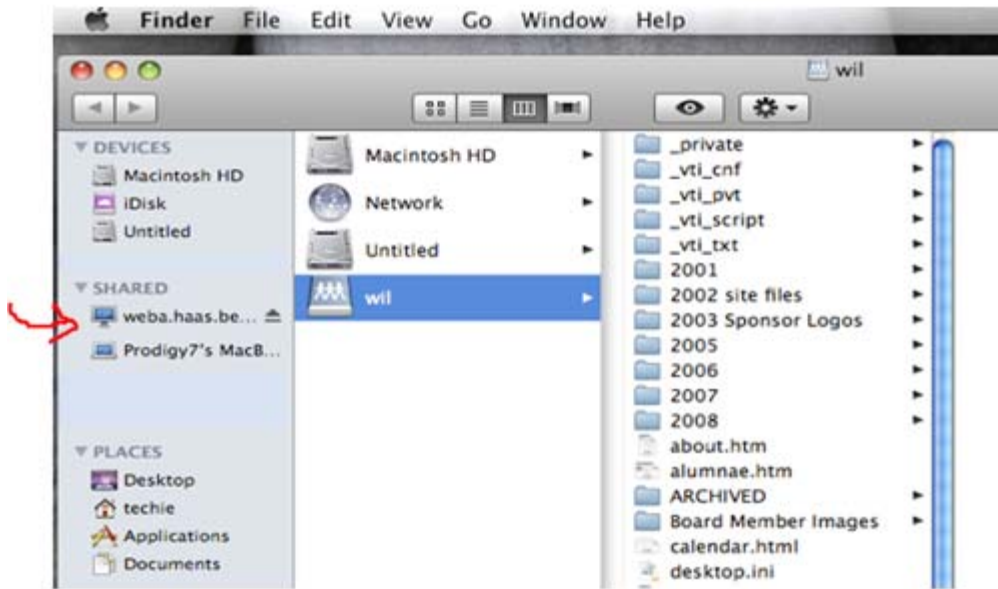 Finder File Edit View Go Window Help
wil
DEVICES
Macintosh HD
iDisk
Untitled
SHARED
weba.haas.be...
Prodigy7's MacB...
PLACES
Desktop
techie
Applications
Documents
Macintosh HD
Network
Untitled
wil
_private
_vti_cnf
_vti_pvt
_vti_script
_vti_txt
2001
2002 site files
2003 Sponsor Logos
2005
2006
2007
2008
about.htm
alumnae.htm
ARCHIVED
Board Member Images
calendar.html
desktop.ini